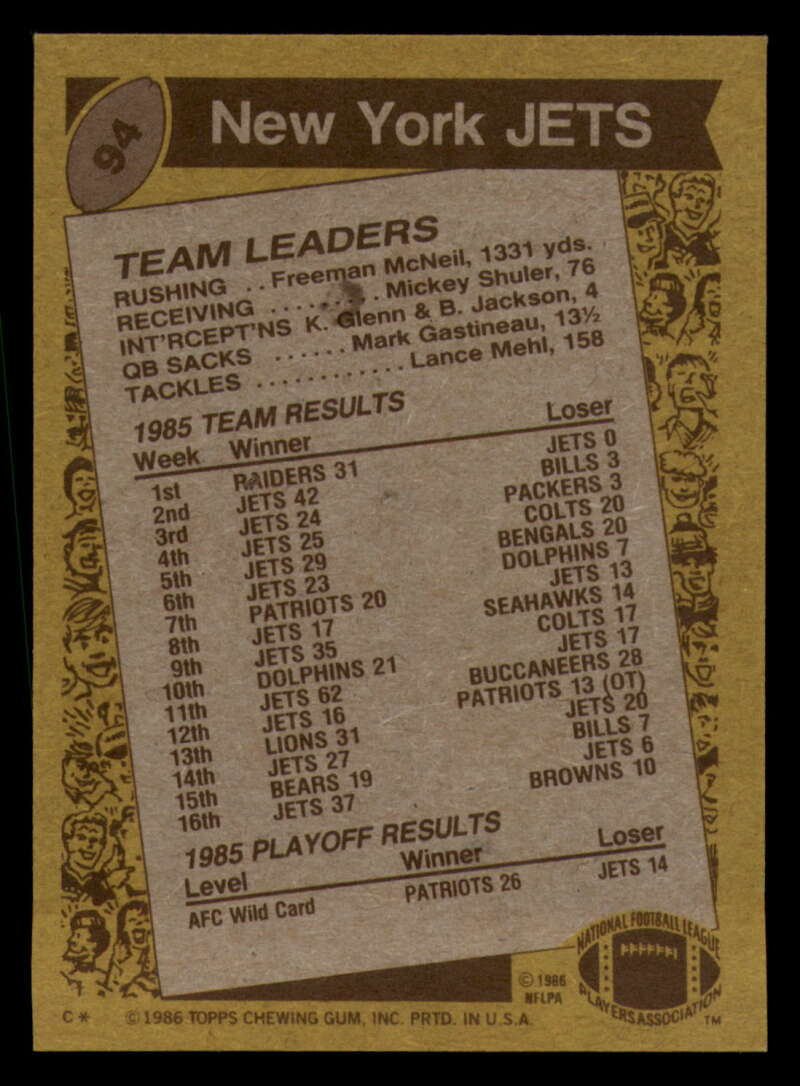 94
New York JETS
TEAM LEADERS
RUSHING .. Freeman McNeil, 1331 yds.
RECEIVING ......... Mickey Shuler, 76
INT'RCEPT'NS K. Glenn & B. Jackson, 4
QB SACKS ...... Mark Gastineau, 13½
TACKLES ............ Lance Mehl, 158
1985 TEAM RESULTS
Week Winner Loser
1st RAIDERS 31 JETS 0
2nd JETS 42 BILLS 3
3rd JETS 24 PACKERS 3
4th JETS 25 COLTS 20
5th JETS 29 BENGALS 20
6th JETS 23 DOLPHINS 7
7th PATRIOTS 20 JETS 13
8th JETS 17 SEAHAWKS 14
9th JETS 35 COLTS 17
10th DOLPHINS 21 JETS 17
11th JETS 62 BUCCANEERS 28
12th JETS 16 PATRIOTS 13 (OT)
13th LIONS 31 JETS 20
14th JETS 27 BILLS 7
15th BEARS 19 JETS 6
16th JETS 37 BROWNS 10
1985 PLAYOFF RESULTS
Level Winner Loser
AFC Wild Card PATRIOTS 26 JETS 14
NATIONAL FOOTBALL LEAGUE
PLAYERS ASSOCIATION
TM
© 1986
NFLPA
C* © 1986 TOPPS CHEWING GUM, INC. PRTD. IN U.S.A.